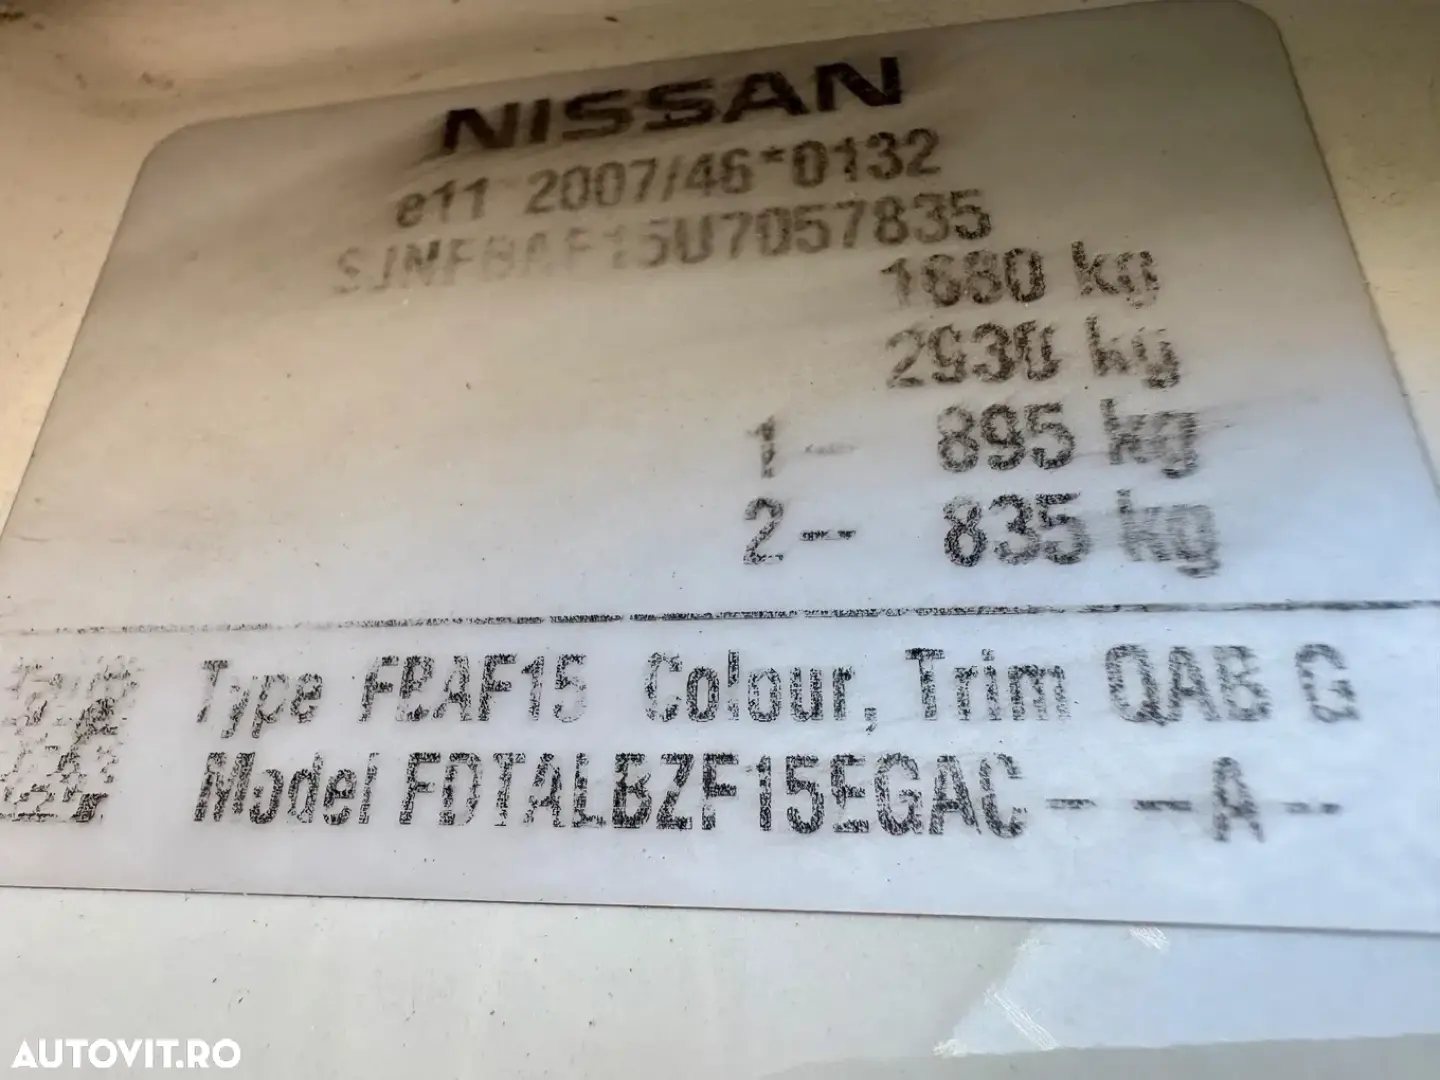 NISSAN
e11 2007/46*0132
SJNFBAF15U7057835
1680 kg
2930 kg
1- 895 kg
2-- 835 kg
Type FBAF15 Colour, Trim QAB G
Model FDTALBZF15EGAC- -A--
AUTOVIT.RO